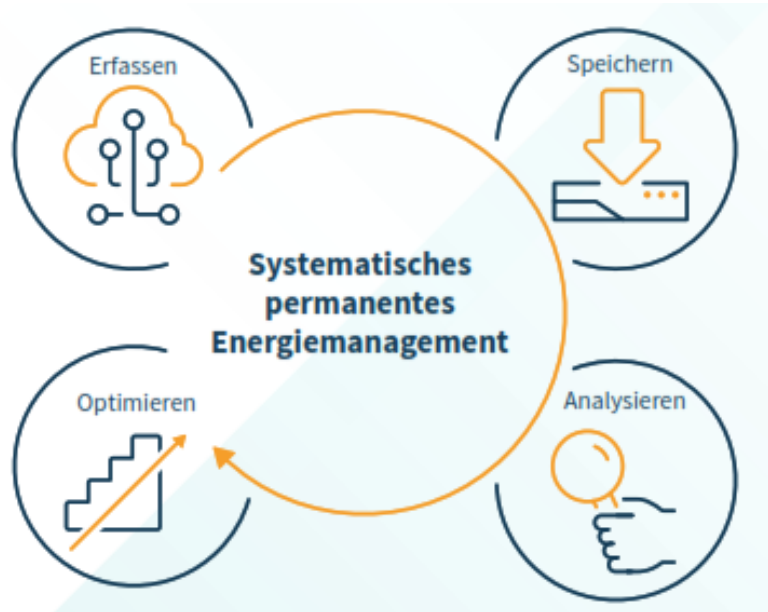 Erfassen
Speichern
Systematisches
permanentes
Energiemanagement
Optimieren
Analysieren